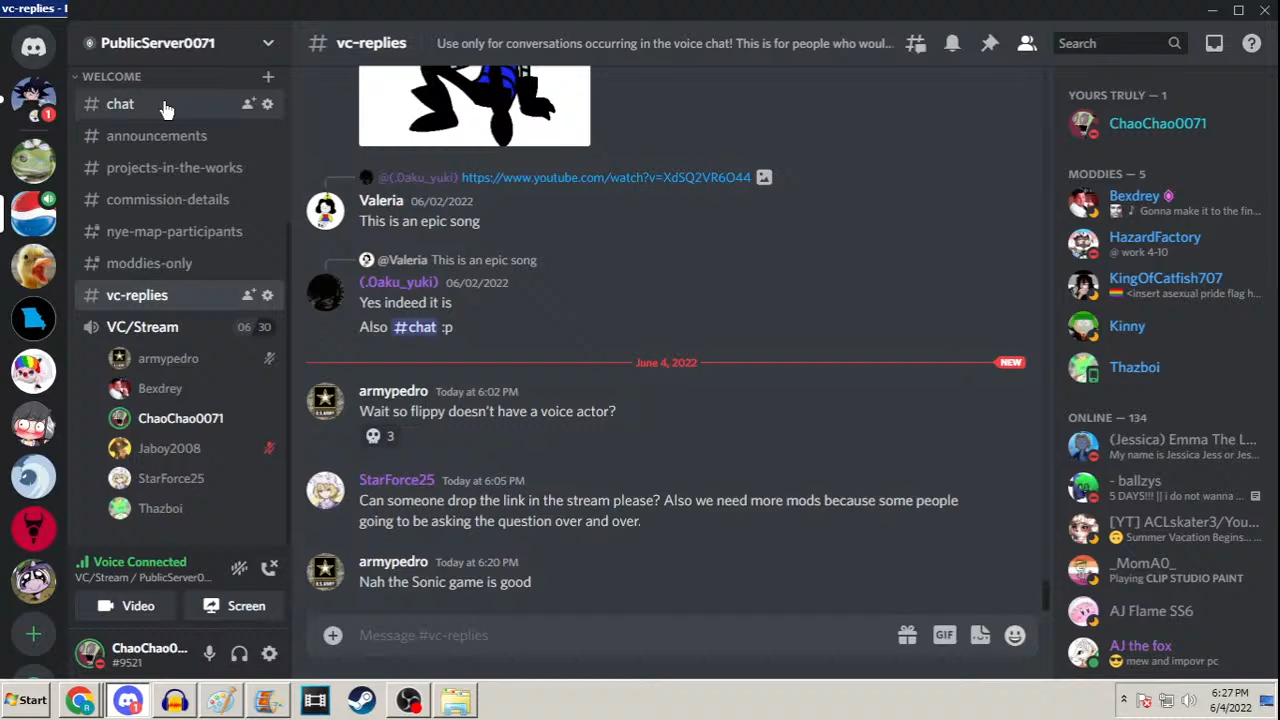 vc-replies - I
PublicServer0071
WELCOME
chat
announcements
projects-in-the-works
commission-details
nye-map-participants
moddies-only
vc-replies
VC/Stream
06 30
armypedro
Bexdrey
ChaoChao0071
Jaboy2008
StarForce25
Thazboi
Voice Connected
VC/Stream / PublicServer0...
Video
Screen
ChaoChao0...
#9521
1
# vc-replies
Use only for conversations occurring in the voice chat! This is for people who woul...
Search
@(.0aku_yuki) https://www.youtube.com/watch?v=XdSQ2VR6O44
Valeria 06/02/2022
This is an epic song
@Valeria This is an epic song
(.0aku_yuki) 06/02/2022
Yes indeed it is
Also #chat :p
June 4, 2022
NEW
armypedro Today at 6:02 PM
Wait so flippy doesn't have a voice actor?
3
StarForce25 Today at 6:05 PM
Can someone drop the link in the stream please? Also we need more mods because some people
going to be asking the question over and over.
armypedro Today at 6:20 PM
Nah the Sonic game is good
Message #vc-replies
GIF
YOURS TRULY — 1
ChaoChao0071
MODDIES — 5
Bexdrey
Gonna make it to the fin...
HazardFactory
@ work 4-10
KingOfCatfish707
<insert asexual pride flag h...
Kinny
Thazboi
ONLINE — 134
(Jessica) Emma The L...
My name is Jessica Jess or Jes...
- ballzys
5 DAYS!!! || i do not wanna ...
[YT] ACLskater3/You...
Summer Vacation Begins...
_MomA0_
Playing CLIP STUDIO PAINT
AJ Flame SS6
AJ the fox
mew and impovr pc
Start
6:27 PM
6/4/2022